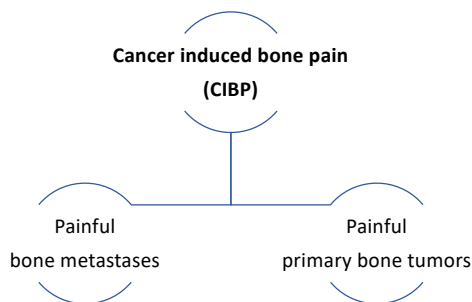 Cancer induced bone pain
(CIBP)
Painful
bone metastases
Painful
primary bone tumors